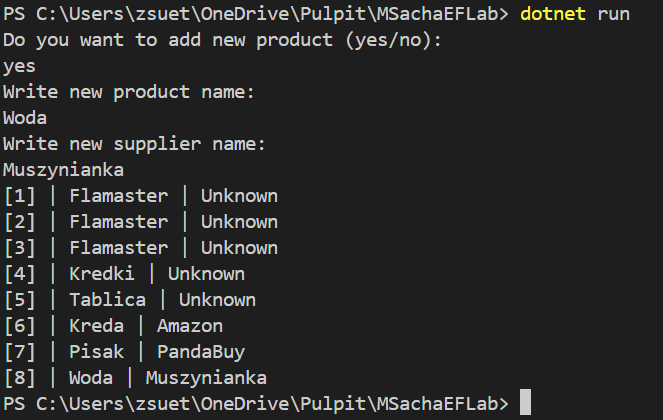 PS C:\Users\zsuet\OneDrive\Pulpit\MSachaEFLab> dotnet run
Do you want to add new product (yes/no):
yes
Write new product name:
Woda
Write new supplier name:
Muszynianka
[1] | Flamaster | Unknown
[2] | Flamaster | Unknown
[3] | Flamaster | Unknown
[4] | Kredki | Unknown
[5] | Tablica | Unknown
[6] | Kreda | Amazon
[7] | Pisak | PandaBuy
[8] | Woda | Muszynianka
PS C:\Users\zsuet\OneDrive\Pulpit\MSachaEFLab>